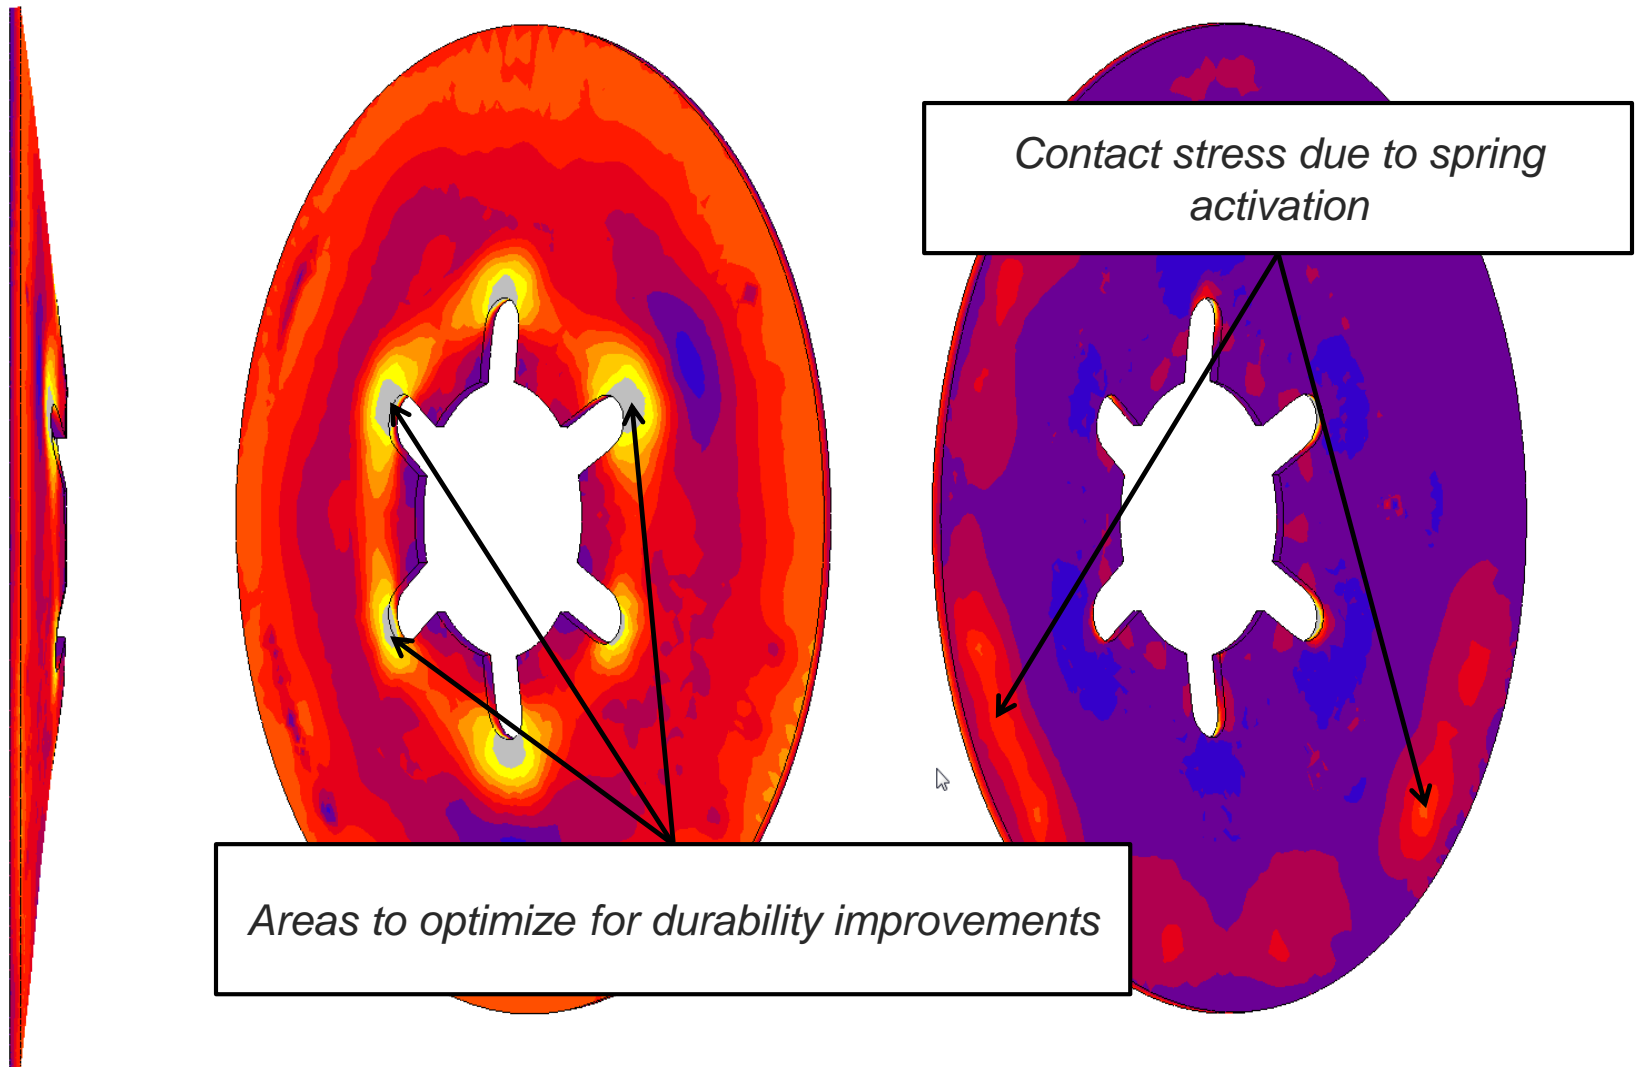 Contact stress due to spring
activation
Areas to optimize for durability improvements